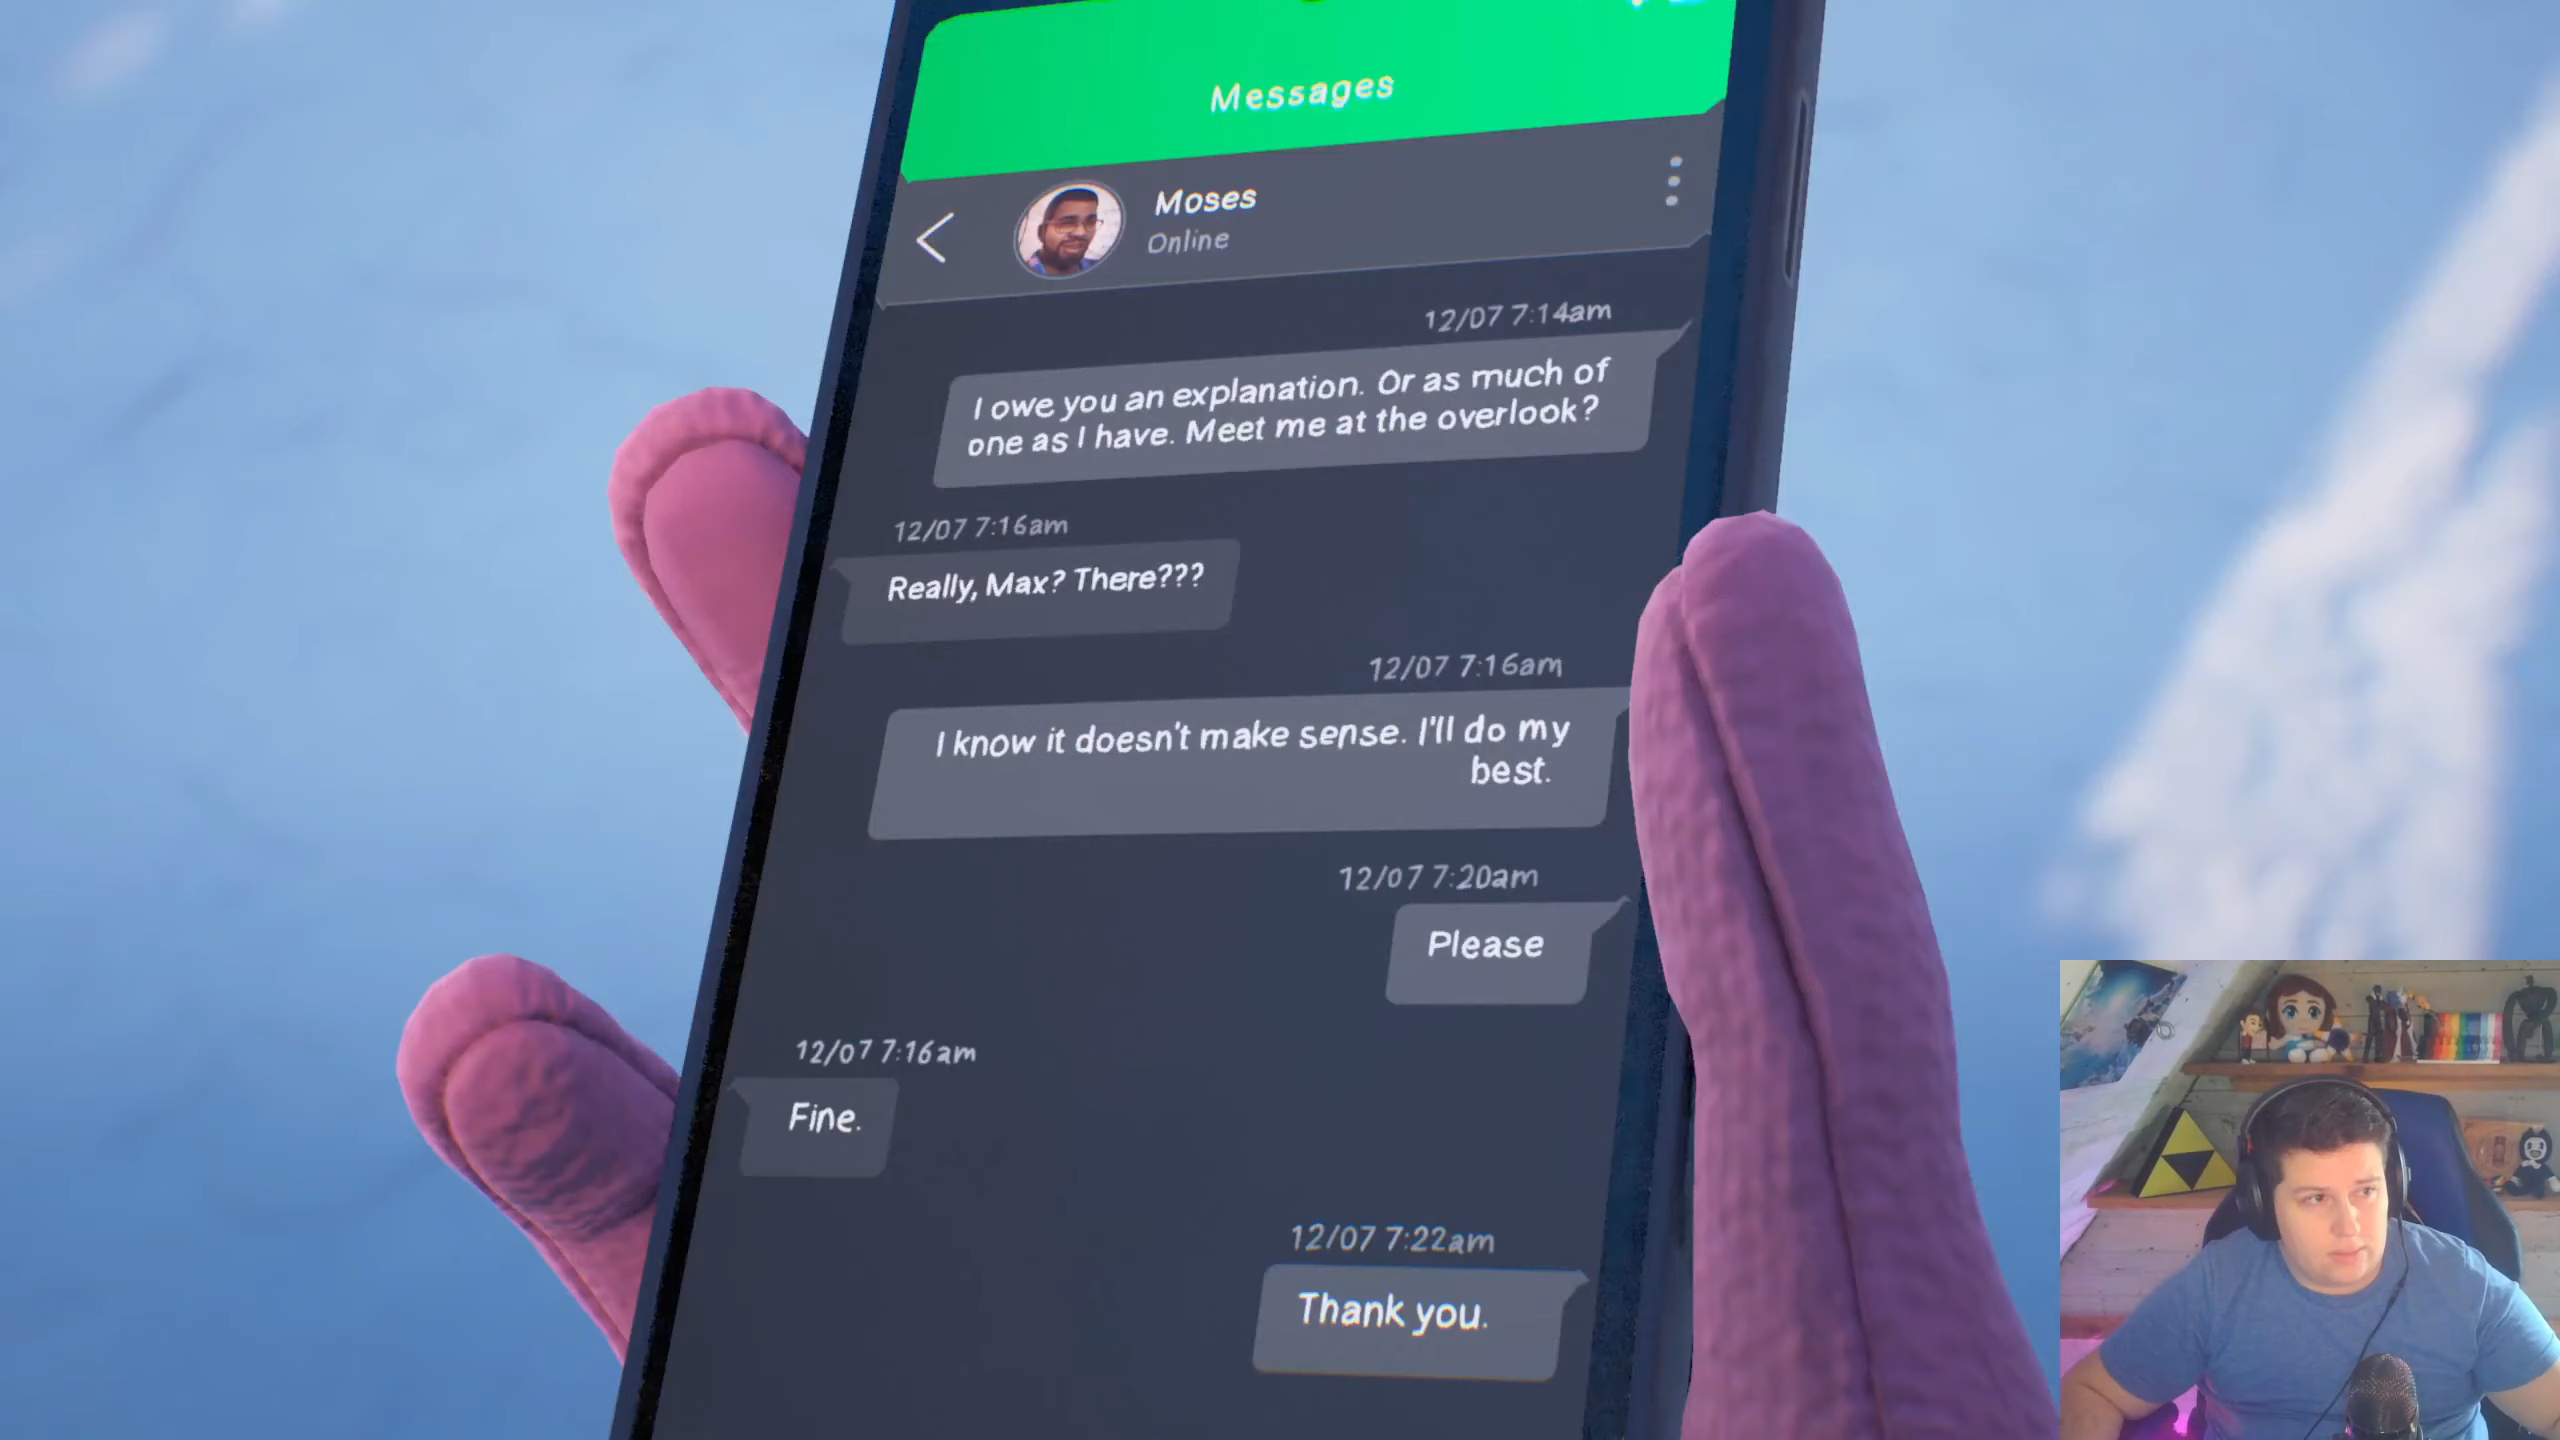 Messages
Moses
Online
12/07 7:14am
I owe you an explanation. Or as much of
one as I have. Meet me at the overlook?
12/07 7:16am
Really, Max? There???
12/07 7:16am
I know it doesn't make sense. I'll do my
best.
12/07 7:20am
Please
12/07 7:16am
Fine.
12/07 7:22am
Thank you.